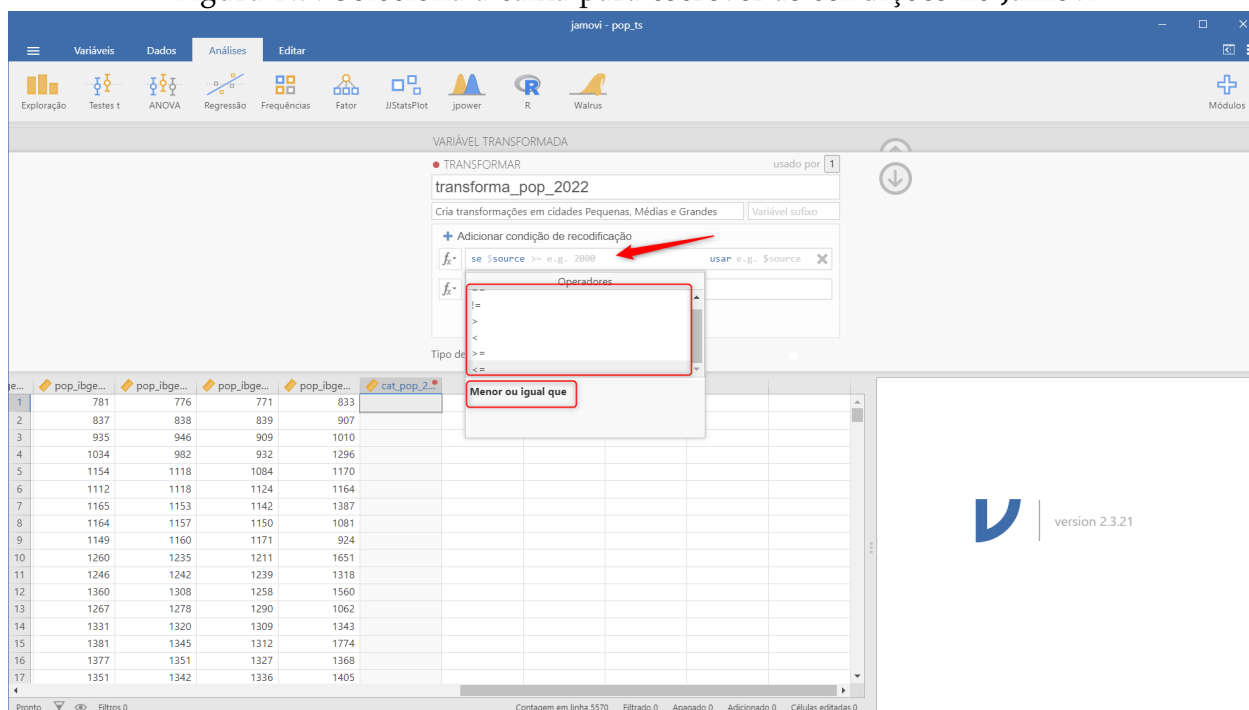 jamovi - pop_ts
Variáveis Dados Análises Editar
Exploração Testes t ANOVA Regressão Frequências Fator JJStatsPlot jpower R Walrus Módulos
VARIÁVEL TRANSFORMADA
TRANSFORMAR usado por 1
transforma_pop_2022
Cria transformações em cidades Pequenas, Médias e Grandes Variável sufixo
+ Adicionar condição de recodificação
fx se $source >= e.g. 2000 usar e.g. $source
fx Operadores
!=
>
<
Tipo de >=
<=
Menor ou igual que
pop_ibge... pop_ibge... pop_ibge... pop_ibge... cat_pop_2...
1 781 776 771 833
2 837 838 839 907
3 935 946 909 1010
4 1034 982 932 1296
5 1154 1118 1084 1170
6 1112 1118 1124 1164
7 1165 1153 1142 1387
8 1164 1157 1150 1081
9 1149 1160 1171 924
10 1260 1235 1211 1651
11 1246 1242 1239 1318
12 1360 1308 1258 1560
13 1267 1278 1290 1062
14 1331 1320 1309 1343
15 1381 1345 1312 1774
16 1377 1351 1327 1368
17 1351 1342 1336 1405
version 2.3.21
Pronto Filtros 0 Contagem em linha 5570 Filtrado 0 Apagado 0 Adicionado 0 Células editadas 0